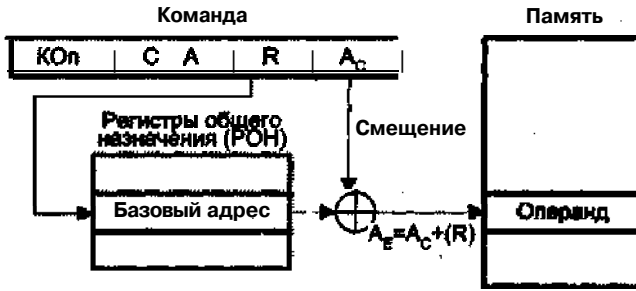 Команда
Память
КОп С А R A_C
Регистры общего
назначения (РОН)
Смещение
Базовый адрес
Операнд
A_E=A_C+(R)